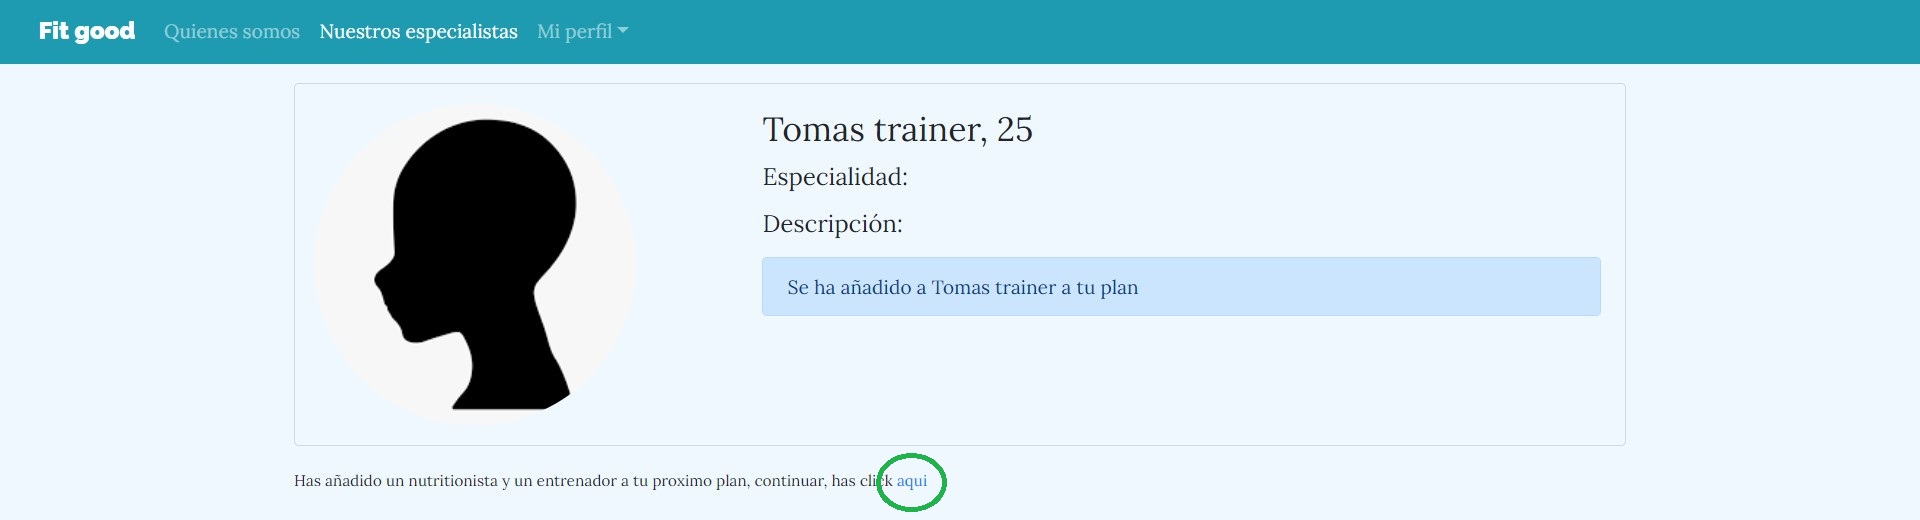 Fit good Quienes somos Nuestros especialistas Mi perfil
Tomas trainer, 25
Especialidad:
Descripción:
Se ha añadido a Tomas trainer a tu plan
Has añadido un nutritionista y un entrenador a tu proximo plan, continuar, has click aqui